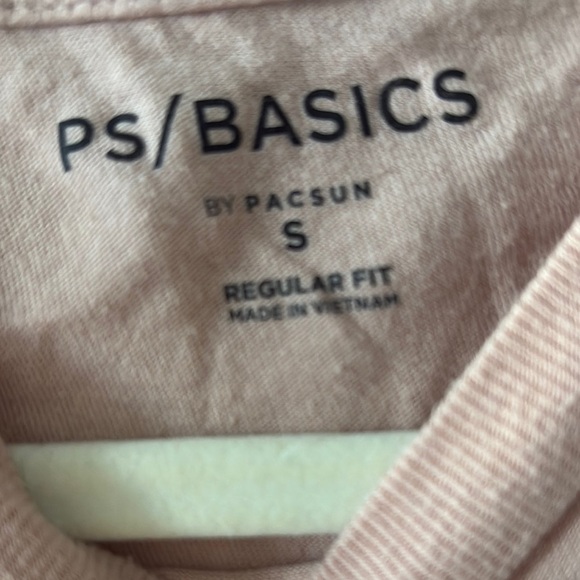 PS/BASICS
BY PACSUN
S
REGULAR FIT
MADE IN VIETNAM